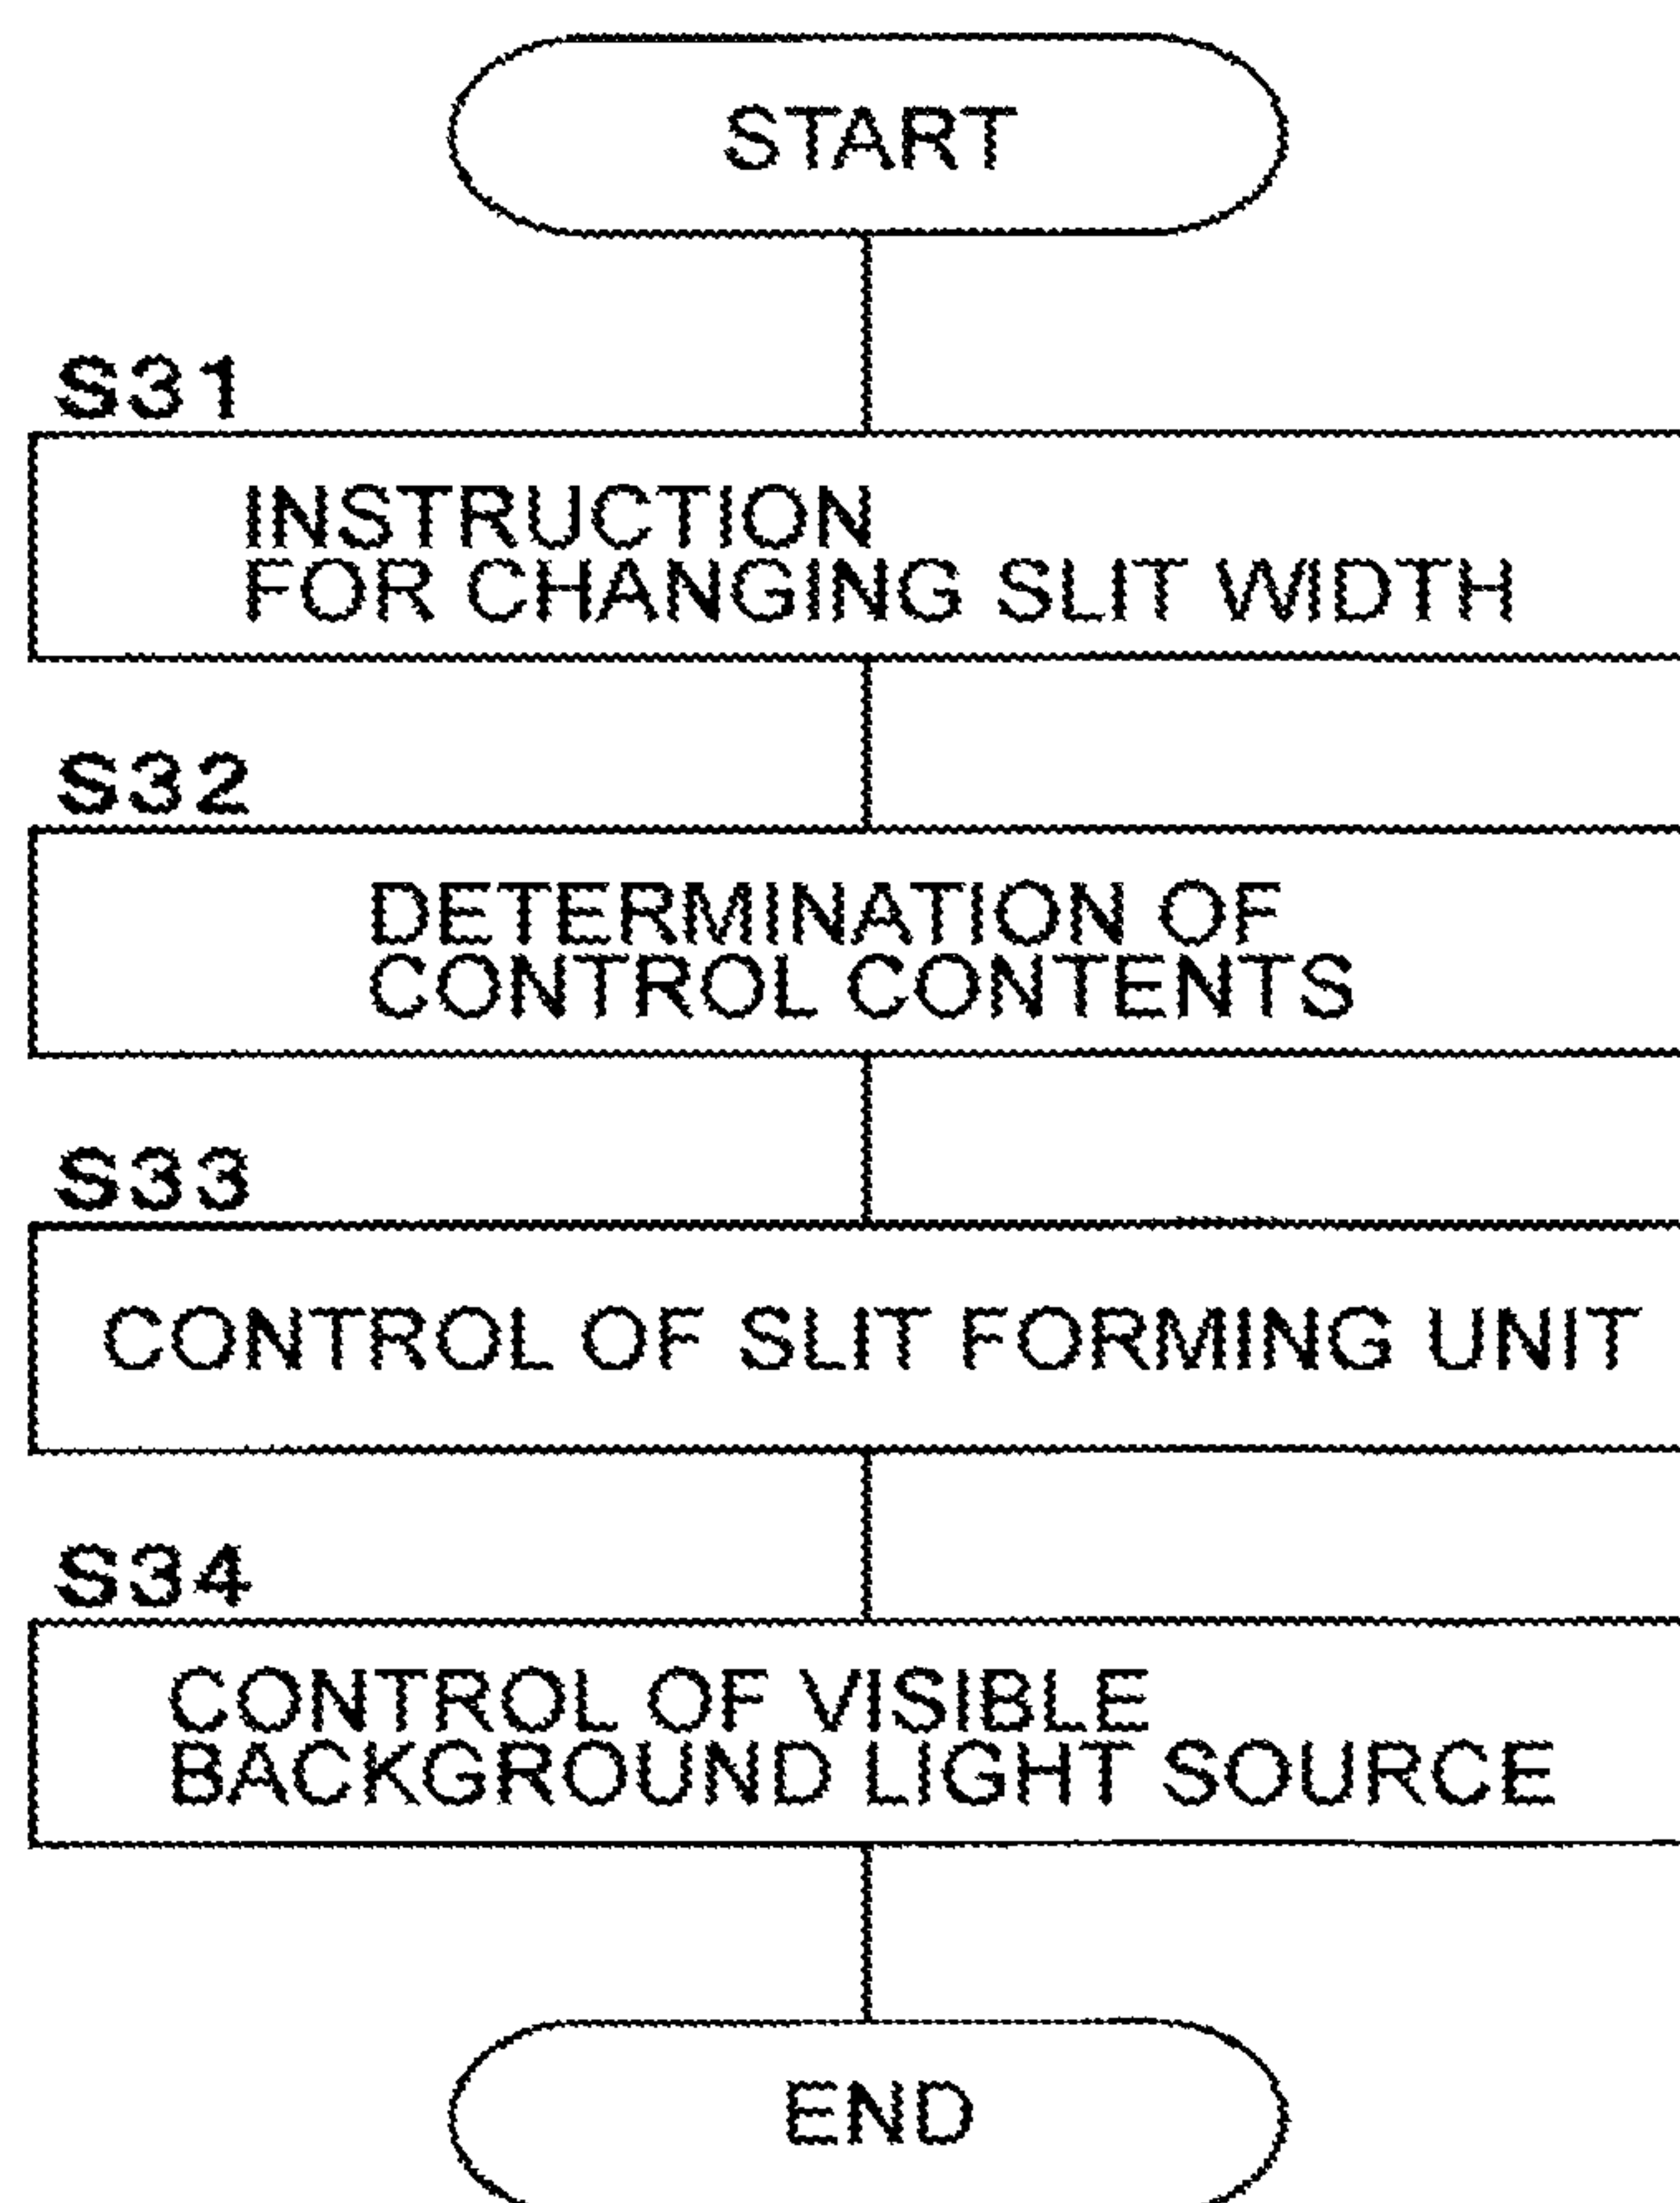 START
S31
INSTRUCTION
FOR CHANGING SLIT WIDTH
S32
DETERMINATION OF
CONTROL CONTENTS
S33
CONTROL OF SLIT FORMING UNIT
S34
CONTROL OF VISIBLE
BACKGROUND LIGHT SOURCE
END